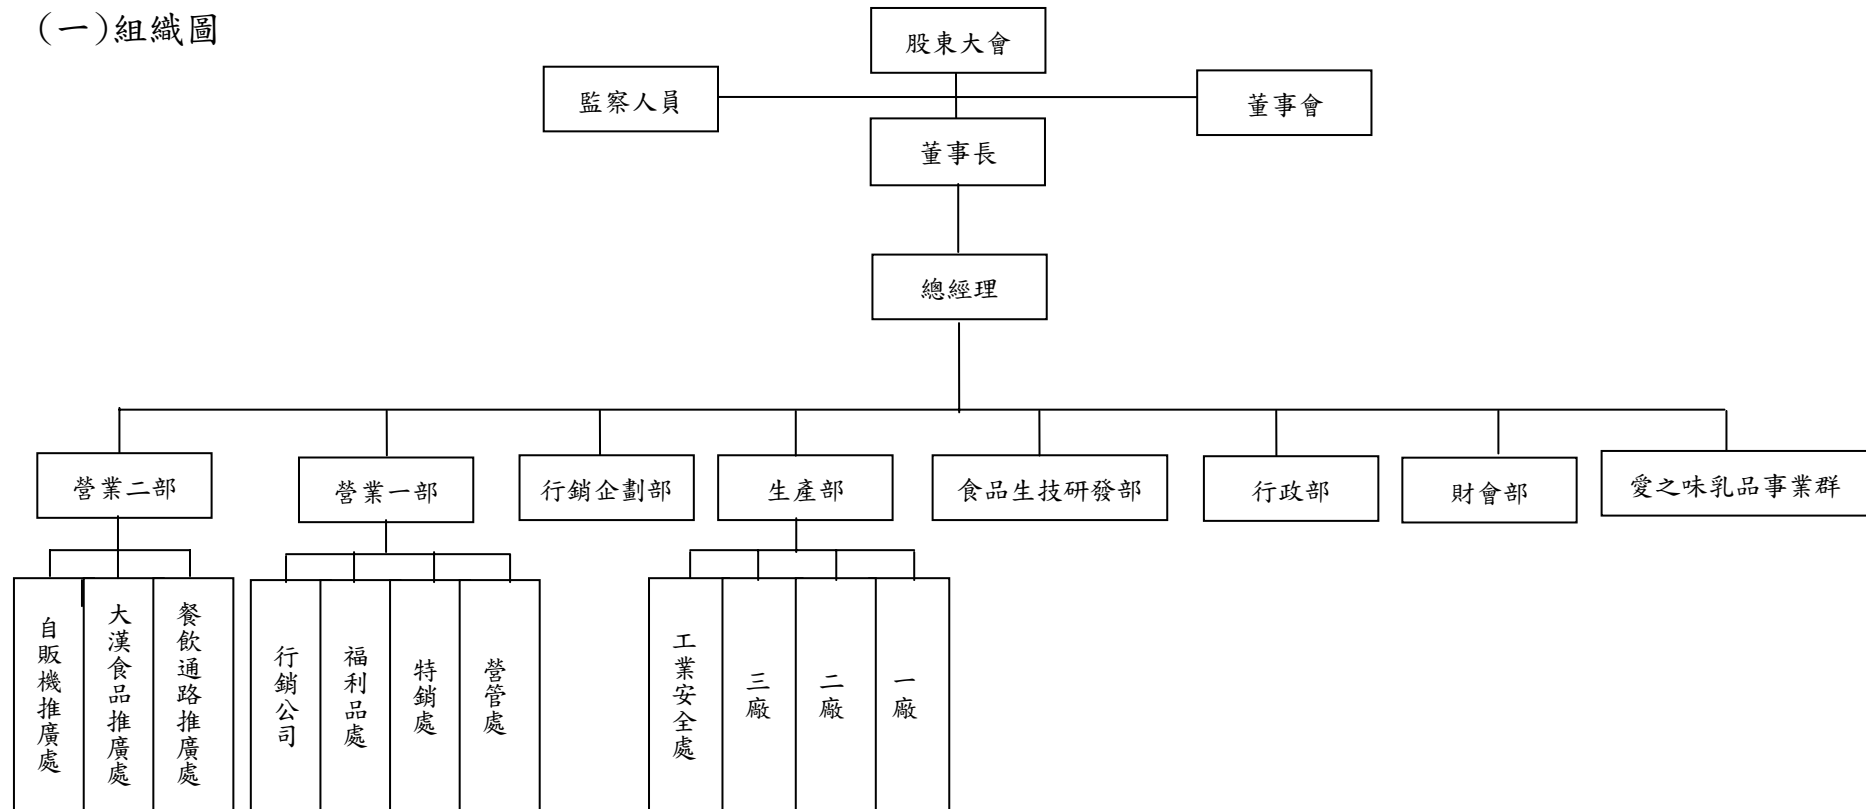 (一)組織圖
股東大會
監察人員
董事會
董事長
總經理
營業二部
營業一部
行銷企劃部
生產部
食品生技研發部
行政部
財會部
愛之味乳品事業群
自販機推廣處
大漢食品推廣處
餐飲通路推廣處
行銷公司
福利品處
特銷處
營管處
工業安全處
三廠
二廠
一廠